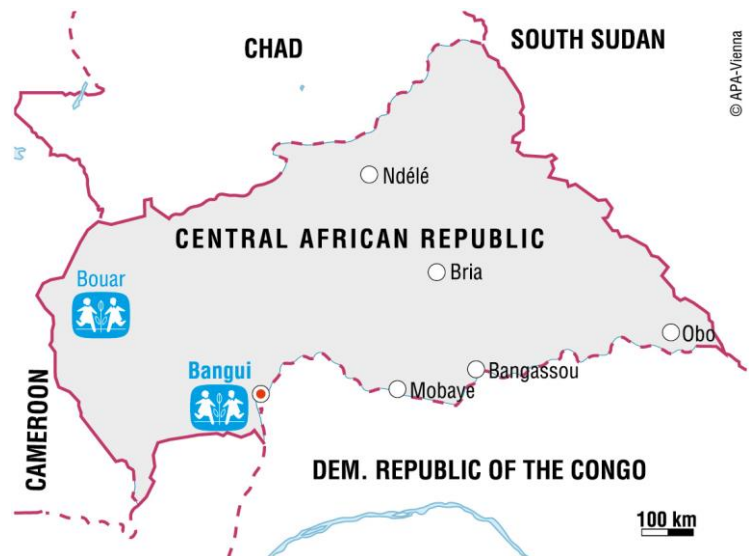 CHAD
SOUTH SUDAN
© APA-Vienna
Ndélé
CENTRAL AFRICAN REPUBLIC
Bouar
Bria
Obo
Bangui
Bangassou
Mobaye
CAMEROON
DEM. REPUBLIC OF THE CONGO
100 km